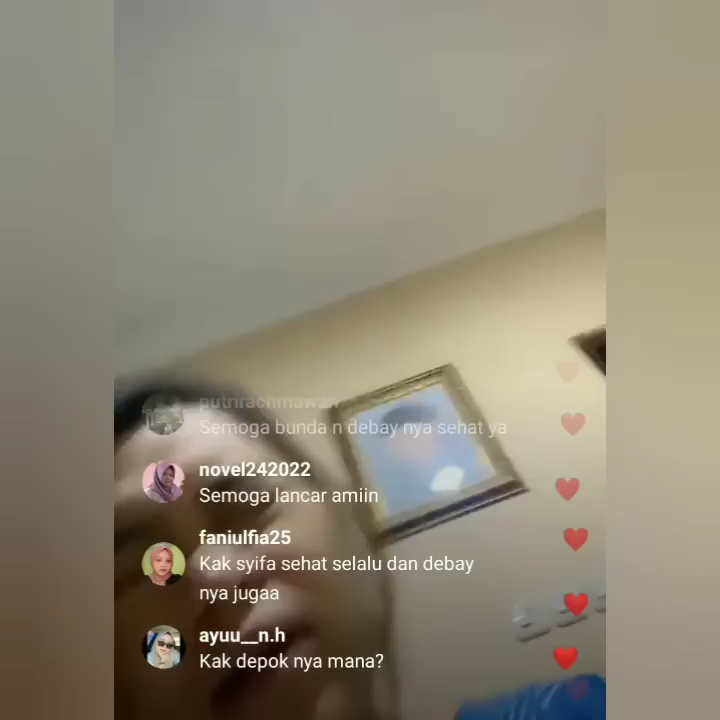 putrirachmawan
Semoga bunda n debay nya sehat ya
novel242022
Semoga lancar amiin
faniulfia25
Kak syifa sehat selalu dan debay
nya jugaa
ayuu__n.h
Kak depok nya mana?